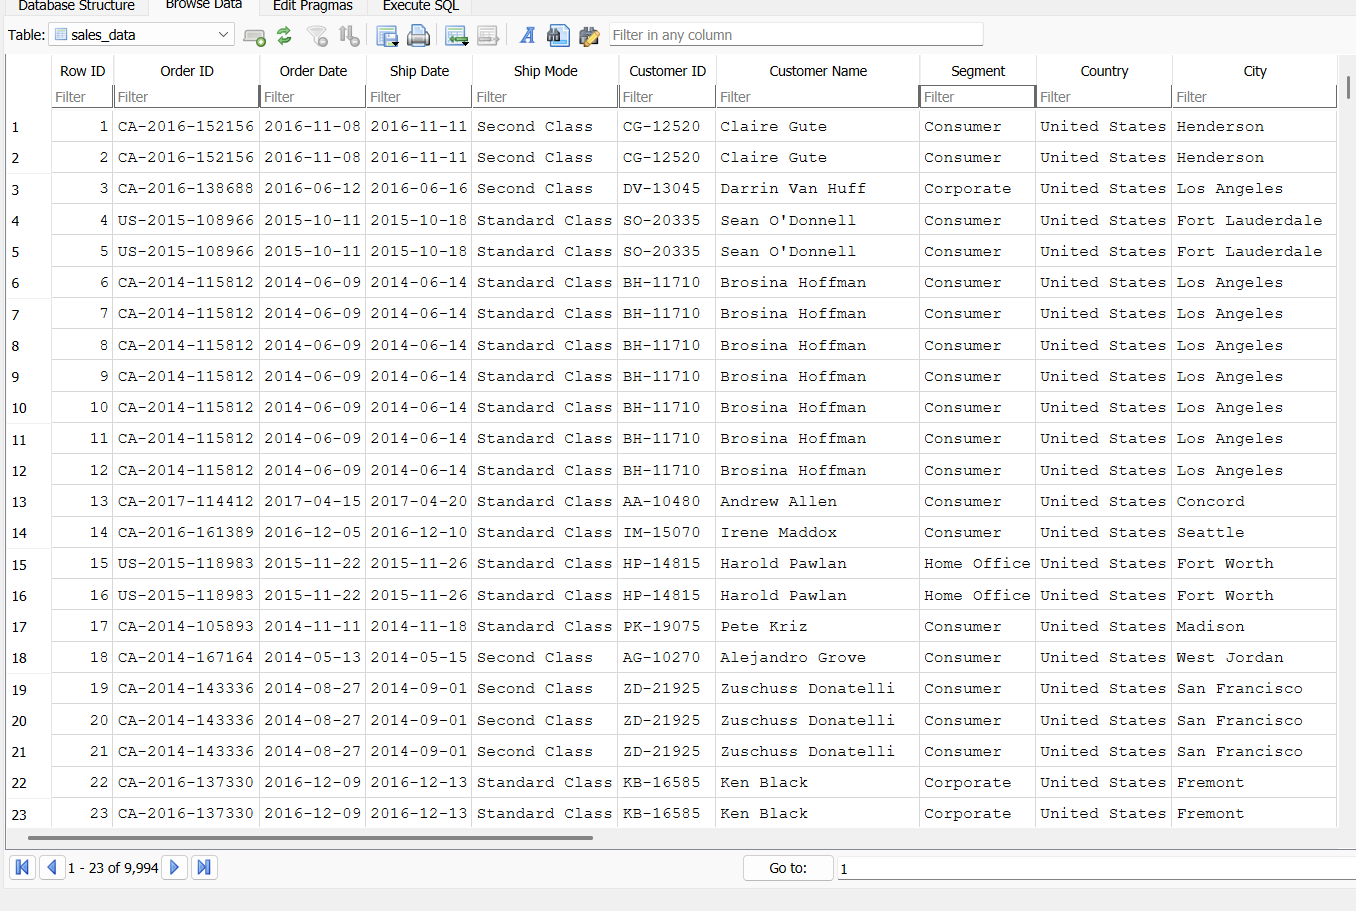 Database Structure Browse Data Edit Pragmas Execute SQL
Table: sales_data Filter in any column
Row ID Order ID Order Date Ship Date Ship Mode Customer ID Customer Name Segment Country City
Filter Filter Filter Filter Filter Filter Filter Filter Filter Filter
1 1 CA-2016-152156 2016-11-08 2016-11-11 Second Class CG-12520 Claire Gute Consumer United States Henderson
2 2 CA-2016-152156 2016-11-08 2016-11-11 Second Class CG-12520 Claire Gute Consumer United States Henderson
3 3 CA-2016-138688 2016-06-12 2016-06-16 Second Class DV-13045 Darrin Van Huff Corporate United States Los Angeles
4 4 US-2015-108966 2015-10-11 2015-10-18 Standard Class SO-20335 Sean O'Donnell Consumer United States Fort Lauderdale
5 5 US-2015-108966 2015-10-11 2015-10-18 Standard Class SO-20335 Sean O'Donnell Consumer United States Fort Lauderdale
6 6 CA-2014-115812 2014-06-09 2014-06-14 Standard Class BH-11710 Brosina Hoffman Consumer United States Los Angeles
7 7 CA-2014-115812 2014-06-09 2014-06-14 Standard Class BH-11710 Brosina Hoffman Consumer United States Los Angeles
8 8 CA-2014-115812 2014-06-09 2014-06-14 Standard Class BH-11710 Brosina Hoffman Consumer United States Los Angeles
9 9 CA-2014-115812 2014-06-09 2014-06-14 Standard Class BH-11710 Brosina Hoffman Consumer United States Los Angeles
10 10 CA-2014-115812 2014-06-09 2014-06-14 Standard Class BH-11710 Brosina Hoffman Consumer United States Los Angeles
11 11 CA-2014-115812 2014-06-09 2014-06-14 Standard Class BH-11710 Brosina Hoffman Consumer United States Los Angeles
12 12 CA-2014-115812 2014-06-09 2014-06-14 Standard Class BH-11710 Brosina Hoffman Consumer United States Los Angeles
13 13 CA-2017-114412 2017-04-15 2017-04-20 Standard Class AA-10480 Andrew Allen Consumer United States Concord
14 14 CA-2016-161389 2016-12-05 2016-12-10 Standard Class IM-15070 Irene Maddox Consumer United States Seattle
15 15 US-2015-118983 2015-11-22 2015-11-26 Standard Class HP-14815 Harold Pawlan Home Office United States Fort Worth
16 16 US-2015-118983 2015-11-22 2015-11-26 Standard Class HP-14815 Harold Pawlan Home Office United States Fort Worth
17 17 CA-2014-105893 2014-11-11 2014-11-18 Standard Class PK-19075 Pete Kriz Consumer United States Madison
18 18 CA-2014-167164 2014-05-13 2014-05-15 Second Class AG-10270 Alejandro Grove Consumer United States West Jordan
19 19 CA-2014-143336 2014-08-27 2014-09-01 Second Class ZD-21925 Zuschuss Donatelli Consumer United States San Francisco
20 20 CA-2014-143336 2014-08-27 2014-09-01 Second Class ZD-21925 Zuschuss Donatelli Consumer United States San Francisco
21 21 CA-2014-143336 2014-08-27 2014-09-01 Second Class ZD-21925 Zuschuss Donatelli Consumer United States San Francisco
22 22 CA-2016-137330 2016-12-09 2016-12-13 Standard Class KB-16585 Ken Black Corporate United States Fremont
23 23 CA-2016-137330 2016-12-09 2016-12-13 Standard Class KB-16585 Ken Black Corporate United States Fremont
1 - 23 of 9,994 Go to: 1